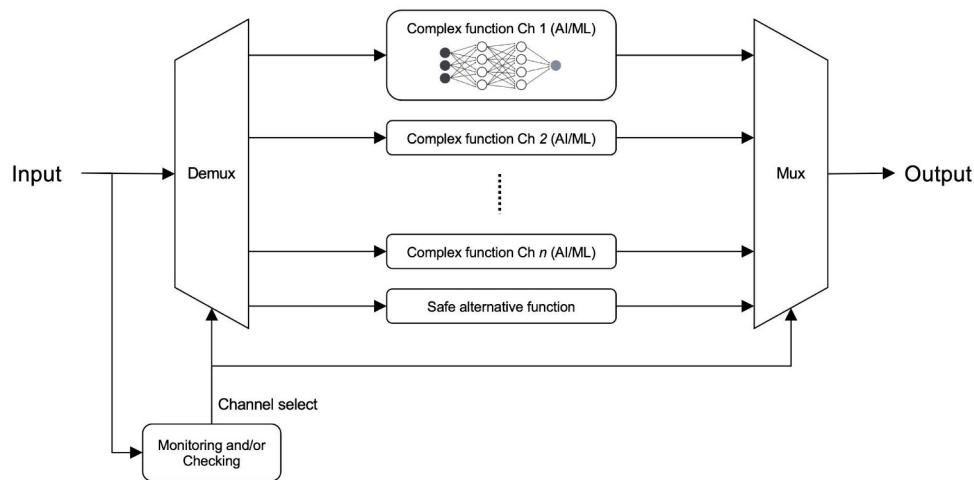 Complex function Ch 1 (AI/ML)
Complex function Ch 2 (AI/ML)
Input
Demux
Mux
Output
Complex function Ch n (AI/ML)
Safe alternative function
Channel select
Monitoring and/or
Checking